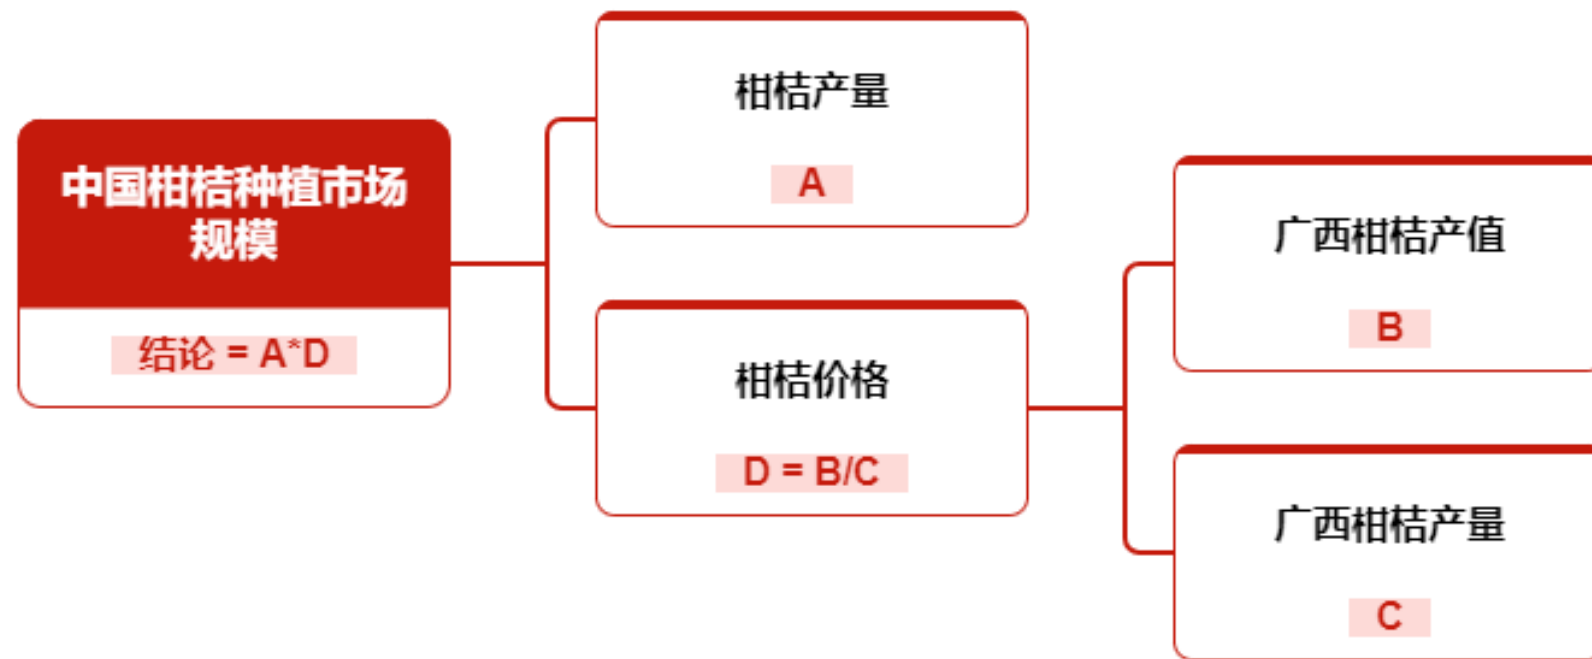 中国柑桔种植市场
规模
结论 = A*D
柑桔产量
A
柑桔价格
D = B/C
广西柑桔产值
B
广西柑桔产量
C